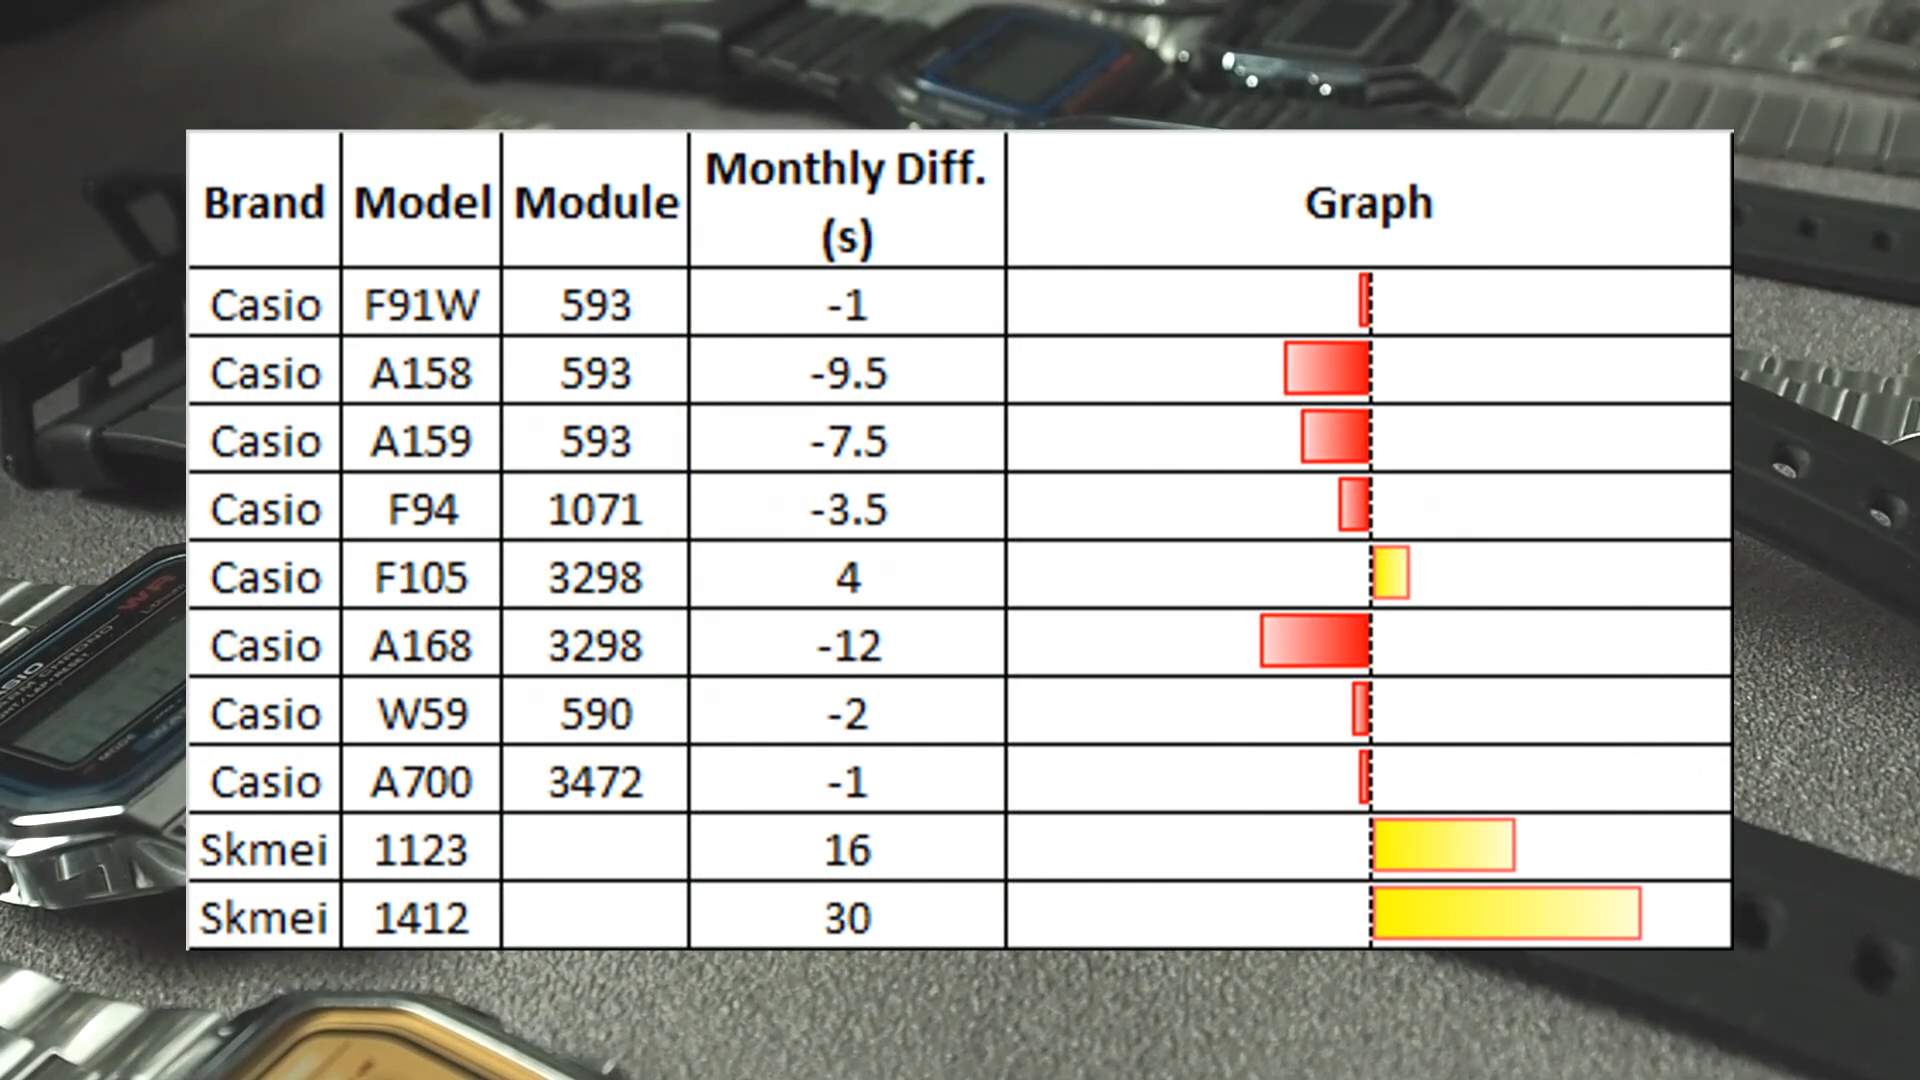 Brand Model Module Monthly Diff. (s) Graph
Casio F91W 593 -1
Casio A158 593 -9.5
Casio A159 593 -7.5
Casio F94 1071 -3.5
Casio F105 3298 4
Casio A168 3298 -12
Casio W59 590 -2
Casio A700 3472 -1
Skmei 1123 16
Skmei 1412 30
WR